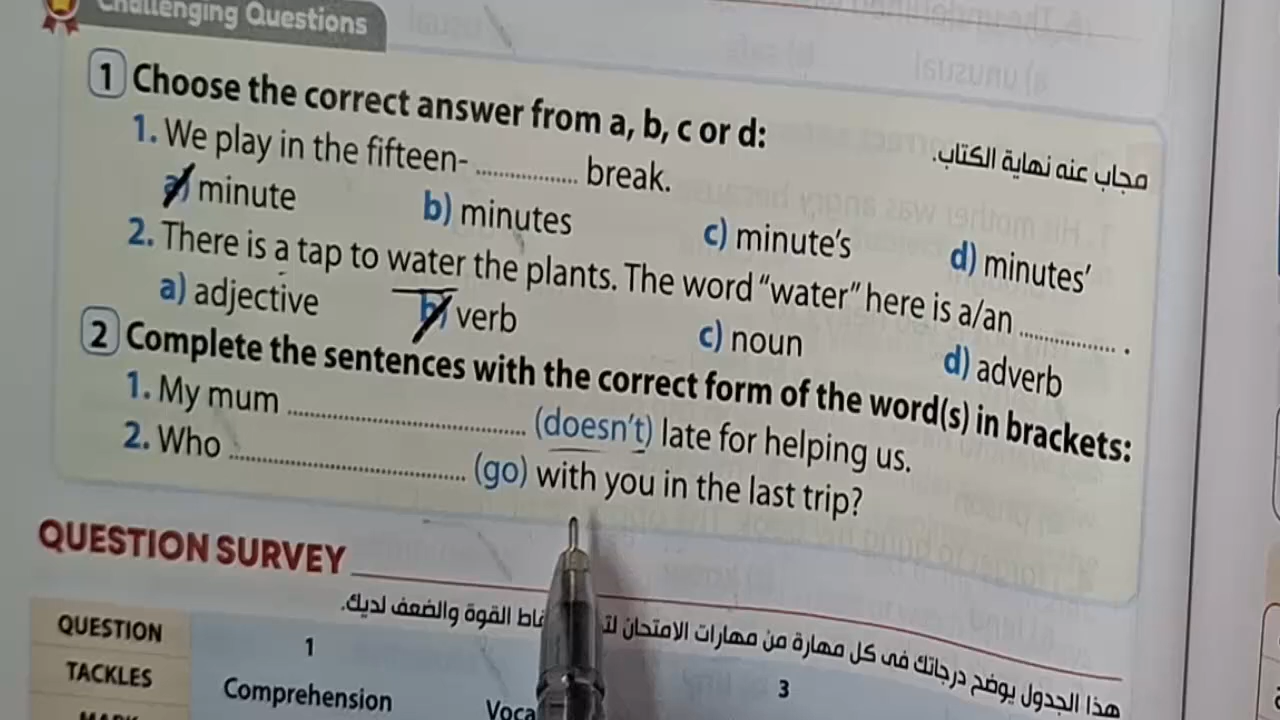 Challenging Questions
1 Choose the correct answer from a, b, c or d:
مجاب عنه نهاية الكتاب.
1. We play in the fifteen- .............. break.
a) minute b) minutes c) minute's d) minutes'
2. There is a tap to water the plants. The word "water" here is a/an .............. .
a) adjective b) verb c) noun d) adverb
2 Complete the sentences with the correct form of the word(s) in brackets:
1. My mum .............. (doesn't) late for helping us.
2. Who .............. (go) with you in the last trip?
QUESTION SURVEY
هذا الجدول يوضح درجاتك فى كل مهارة من مهارات الامتحان القوة والضعف لديك.
QUESTION 1 3
TACKLES Comprehension